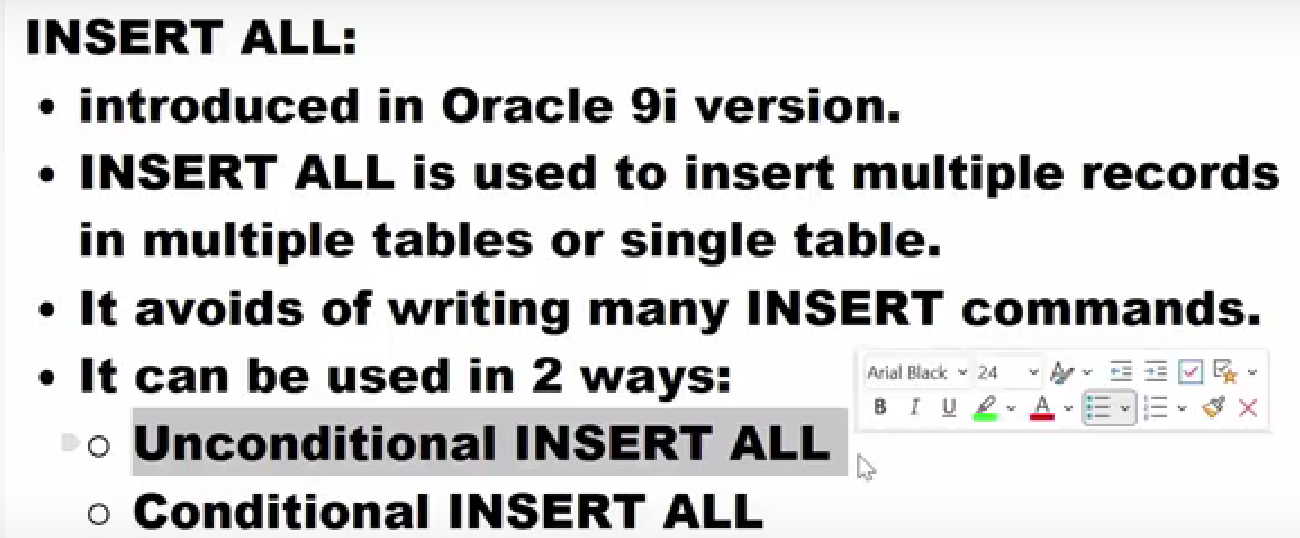 INSERT ALL:
• introduced in Oracle 9i version.
• INSERT ALL is used to insert multiple records
in multiple tables or single table.
• It avoids of writing many INSERT commands.
• It can be used in 2 ways:
Arial Black 24
B I U A
○ Unconditional INSERT ALL
○ Conditional INSERT ALL